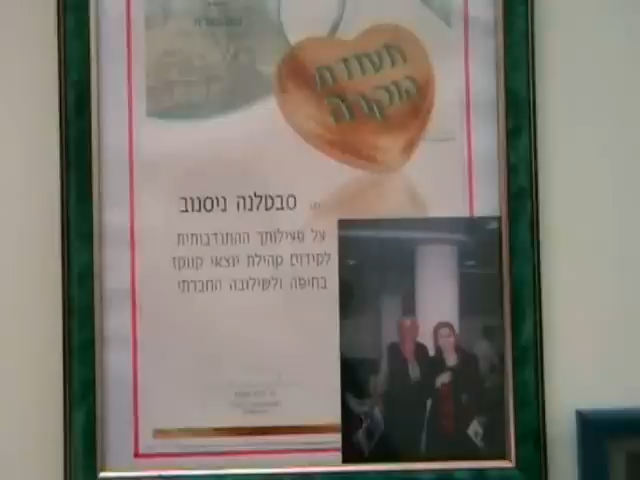 תעודת
הוקרה
סבטלנה ניסנוב
על פעילותך ההתנדבותית
לקידום קהילת יוצאי קווקז
בחיפה ולשילובה החברתי